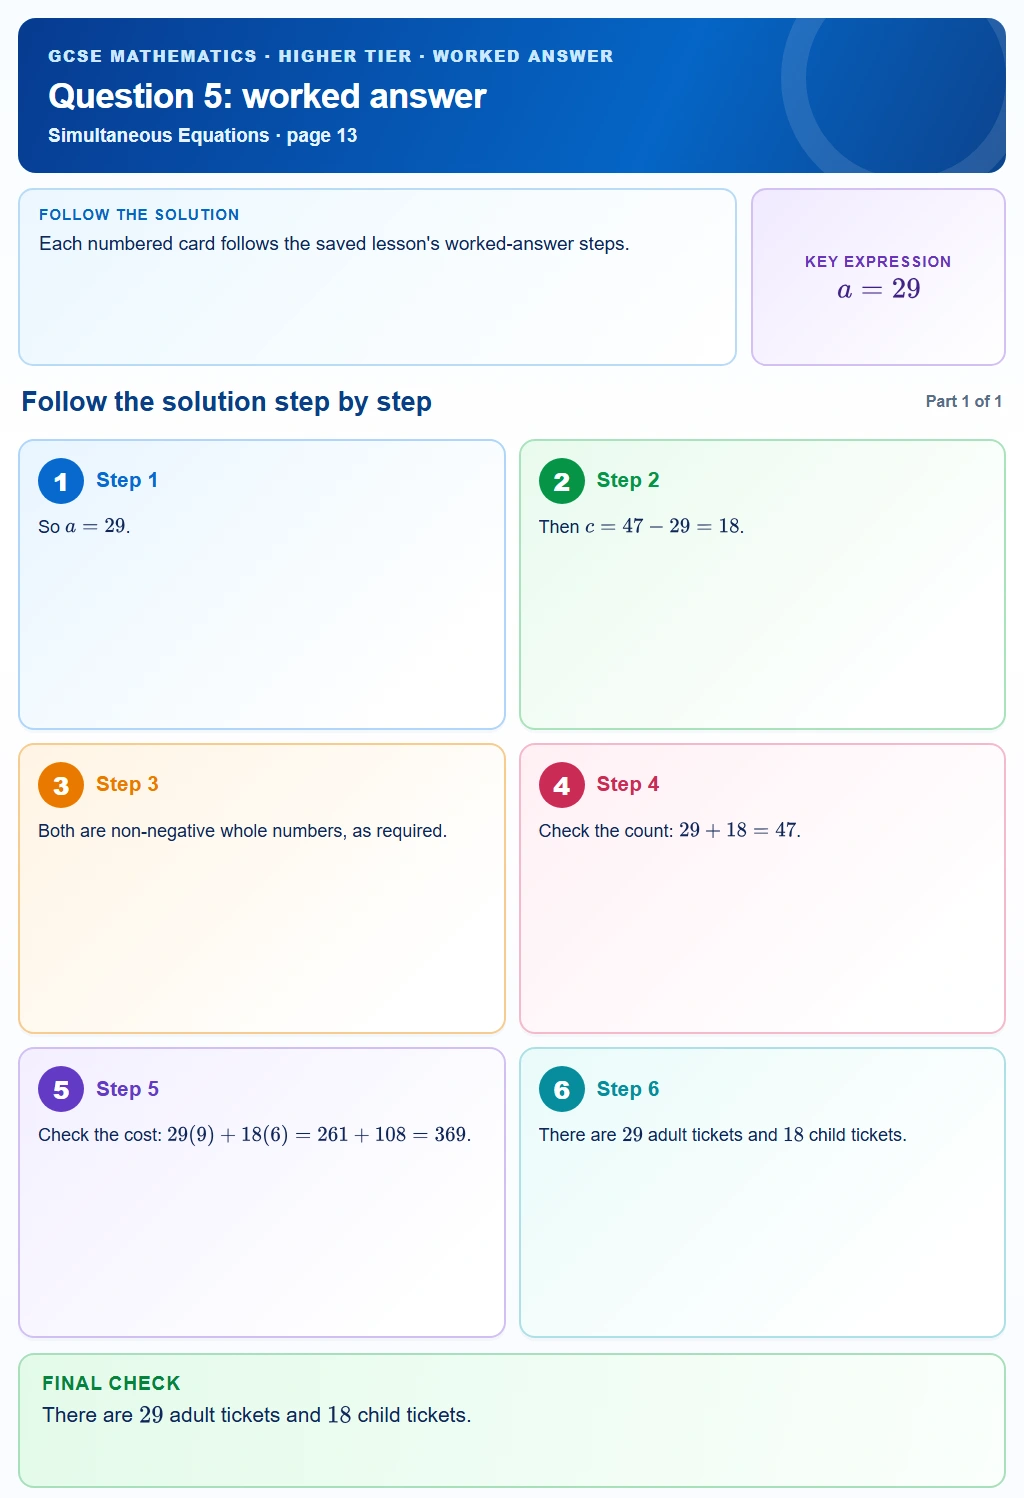 GCSE MATHEMATICS · HIGHER TIER · WORKED ANSWER
Question 5: worked answer
Simultaneous Equations · page 13
FOLLOW THE SOLUTION
Each numbered card follows the saved lesson's worked-answer steps.
KEY EXPRESSION
a = 29
Follow the solution step by step
Part 1 of 1
1 Step 1
So a = 29.
2 Step 2
Then c = 47 − 29 = 18.
3 Step 3
Both are non-negative whole numbers, as required.
4 Step 4
Check the count: 29 + 18 = 47.
5 Step 5
Check the cost: 29(9) + 18(6) = 261 + 108 = 369.
6 Step 6
There are 29 adult tickets and 18 child tickets.
FINAL CHECK
There are 29 adult tickets and 18 child tickets.